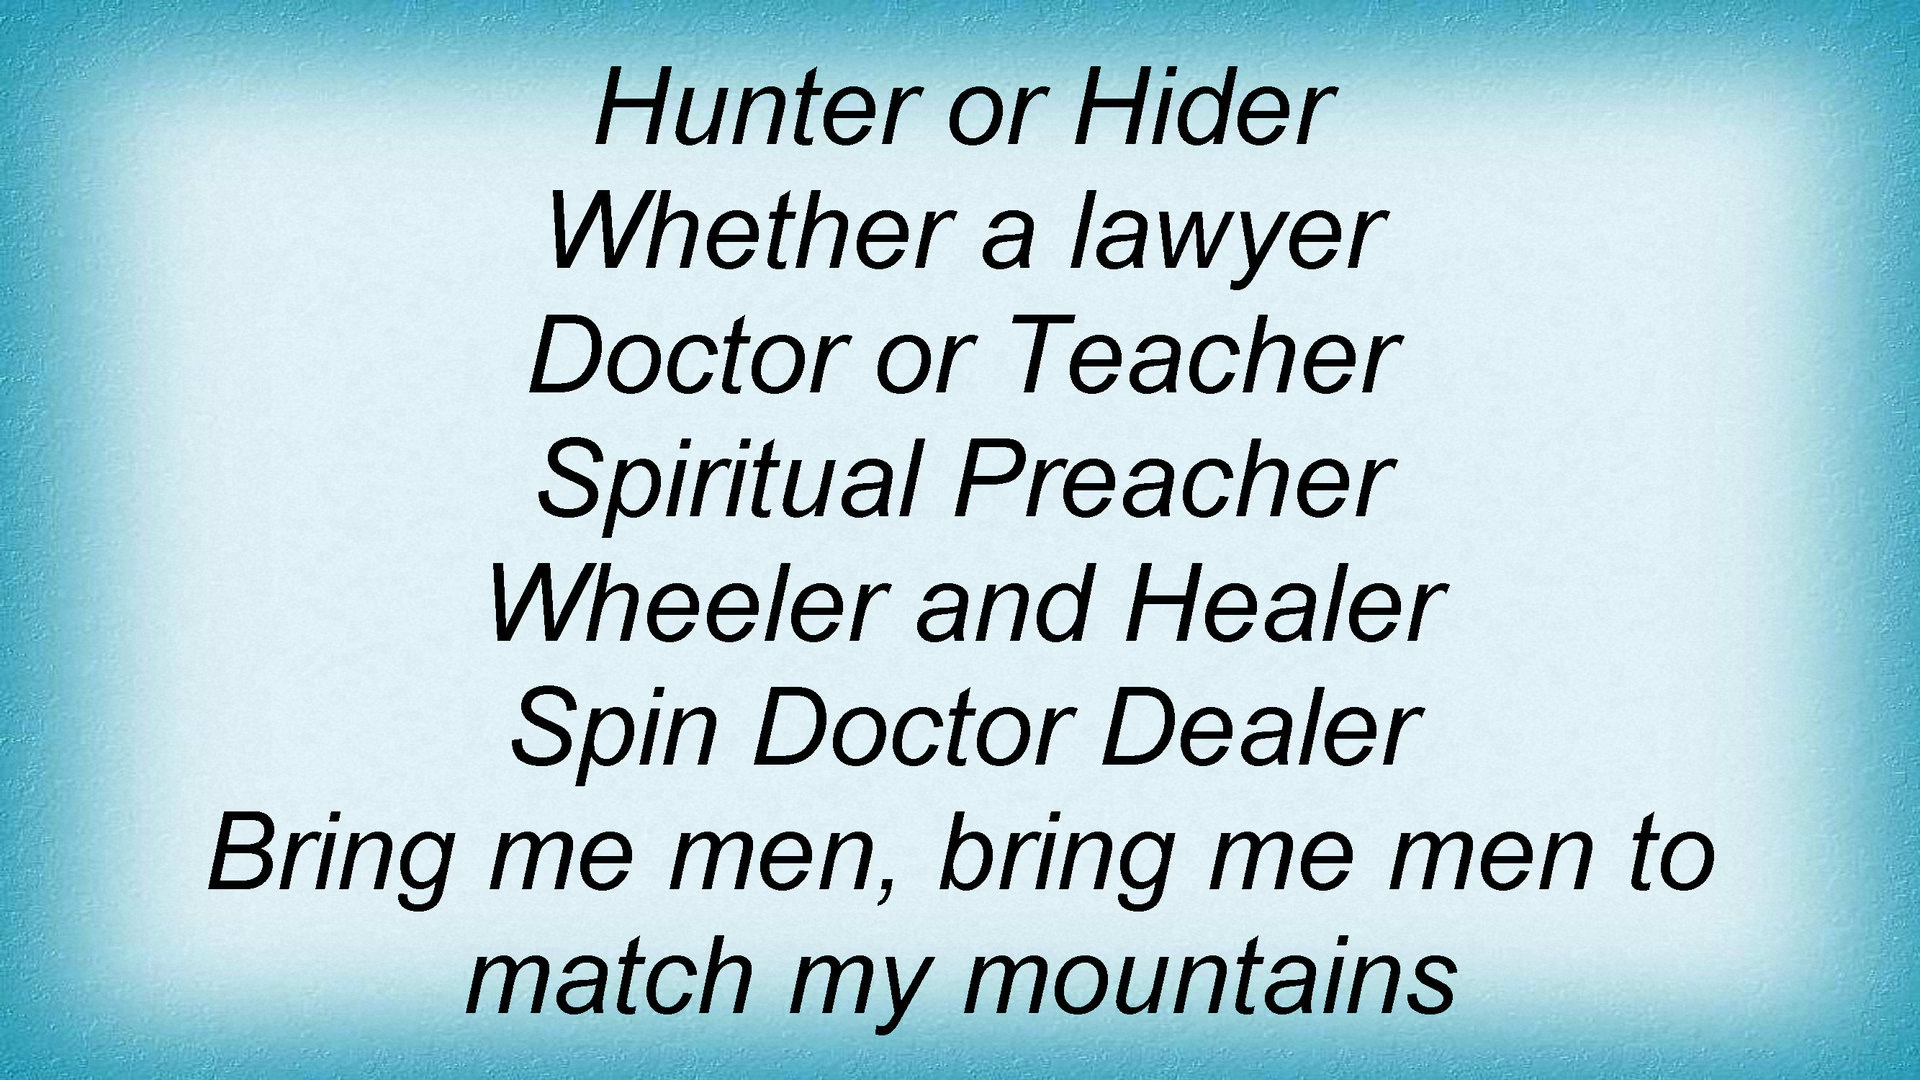 Hunter or Hider
Whether a lawyer
Doctor or Teacher
Spiritual Preacher
Wheeler and Healer
Spin Doctor Dealer
Bring me men, bring me men to
match my mountains